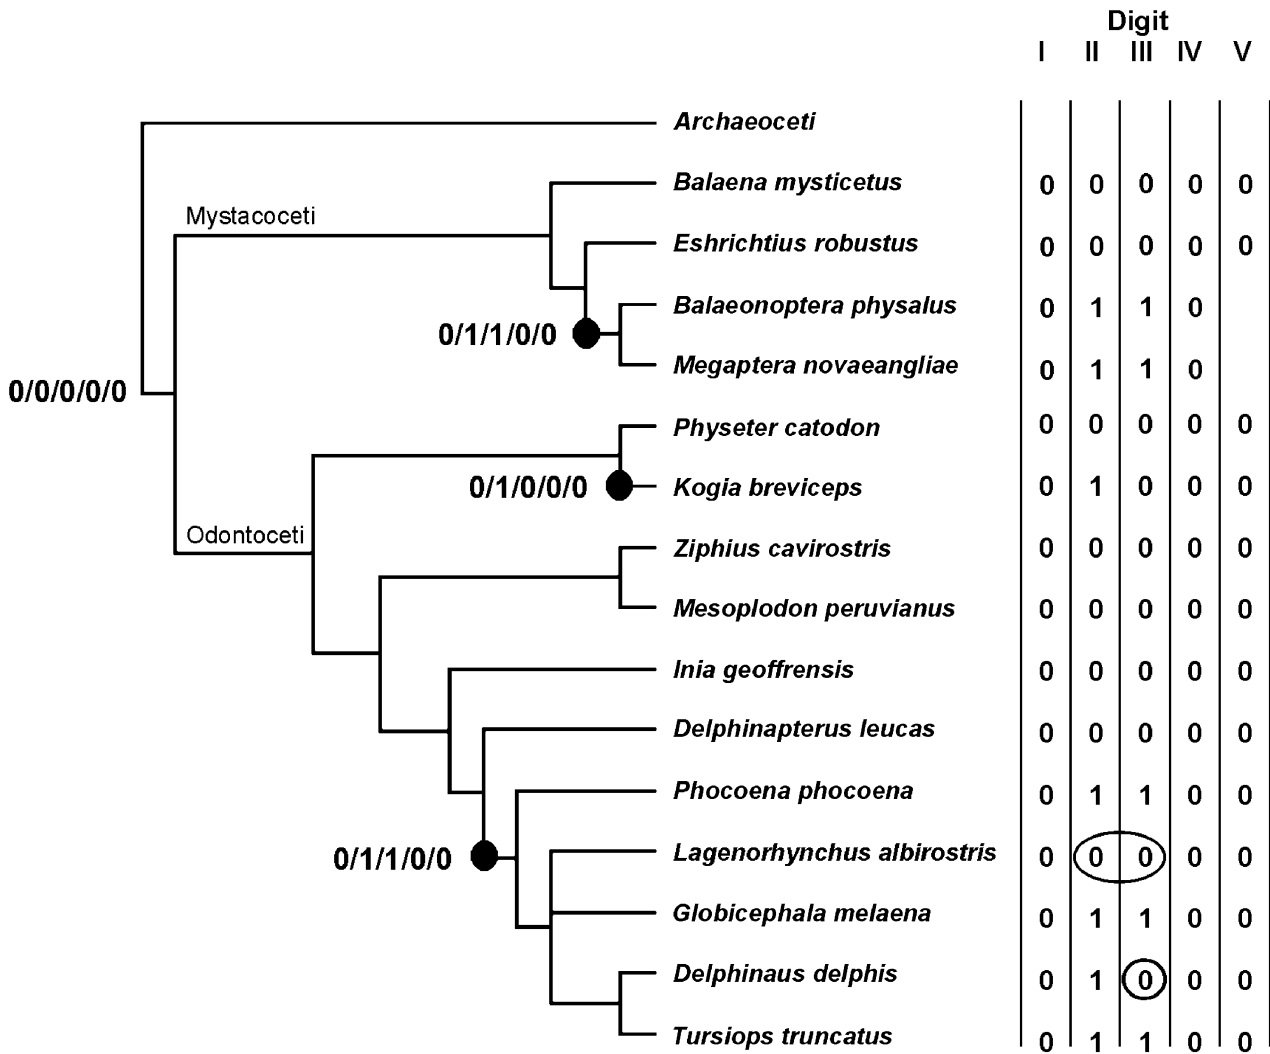 Digit
I II III IV V
Archaeoceti
Balaena mysticetus 0 0 0 0 0
Mystacoceti
Eshrichtius robustus 0 0 0 0 0
Balaeonoptera physalus 0 1 1 0
0/1/1/0/0
Megaptera novaeangliae 0 1 1 0
0/0/0/0/0
Physeter catodon 0 0 0 0 0
0/1/0/0/0 Kogia breviceps 0 1 0 0 0
Odontoceti
Ziphius cavirostris 0 0 0 0 0
Mesoplodon peruvianus 0 0 0 0 0
Inia geoffrensis 0 0 0 0 0
Delphinapterus leucas 0 0 0 0 0
Phocoena phocoena 0 1 1 0 0
0/1/1/0/0 Lagenorhynchus albirostris 0 0 0 0 0
Globicephala melaena 0 1 1 0 0
Delphinaus delphis 0 1 0 0 0
Tursiops truncatus 0 1 1 0 0